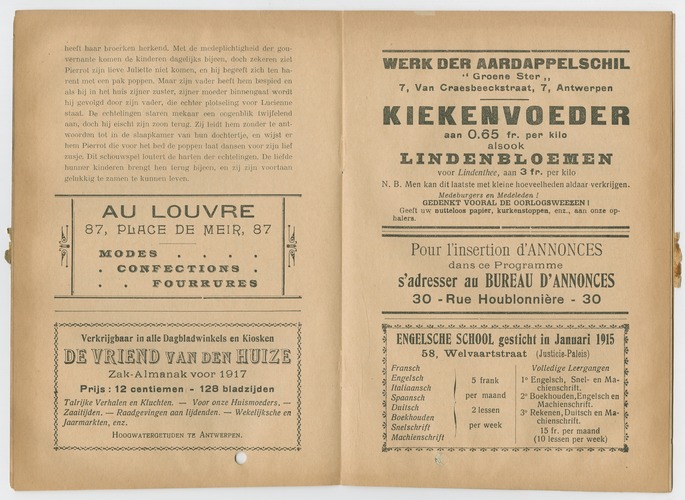 heeft haar broerken herkend. Met de medeplichtigheid der gou-
vernante komen de kinderen dagelijks bijeen, doch zekeren ziel
Pierrot zijn lieve Juliette niet komen, en hij begreeft zich ten ha-
rent met een pak poppen. Maar zijn vader heeft hem bespied en
als hij in het huis zijner zuster, zijner moeder binnengaat wordt
hij gevolgd door zijn vader, die echter plotseling voor Lucienne
staat. De echtelingen staren mekaar een oogenblik twijfelend
aan, doch hij eischt zijn zoon terug. Zij leidt hem zonder te ant-
woorden tot in de slaapkamer van hun dochtertje, en wijst er
hem Pierrot die voor het bed de poppen laat dansen voor zijn lief
zusje. Dit schouwspel loutert de harten der echtelingen. De liefde
hunner kinderen brengt hen terug bijeen, en zij zijn voortaan
gelukkig te zamen te kunnen leven.
AU LOUVRE
87, PLACE DE MEIR, 87
MODES . . . .
. CONFECTIONS .
. . FOURRURES
Verkrijgbaar in alle Dagbladwinkels en Kiosken
DE VRIEND VAN DEN HUIZE
Zak-Almanak voor 1917
Prijs : 12 centiemen - 128 bladzijden
Talrijke Verhalen en Klachten. — Voor onze Huismoeders. —
Zaaitijden. — Raadgevingen aan lijdenden. — Wekelijksche en
Jaarmarkten, enz.
HOOGWATERGETIJDEN TE ANTWERPEN.
WERK DER AARDAPPELSCHIL
" Groene Ster „
7, Van Craesbeeckstraat, 7, Antwerpen
KIEKENVOEDER
aan 0.65 fr. per kilo
alsook
LINDENBLOEMEN
voor Lindenthee, aan 3 fr. per kilo
N. B. Men kan dit laatste met kleine hoeveelheden aldaar verkrijgen.
Medeburgers en Medeleden !
GEDENKT VOORAL DE OORLOGSWEEZEN !
Geeft uw nutteloos papier, kurkenstoppen, enz., aan onze op-
halers.
Pour l'insertion d'ANNONCES
dans ce Programme
s'adresser au BUREAU D'ANNONCES
30 - Rue Houblonnière - 30
ENGELSCHE SCHOOL gesticht in Januari 1915
58, Welvaartstraat (Justicie-Paleis)
Fransch
Engelsch
Italiaansch
Spaansch
Duitsch
Boekhouden
Snelschrift
Machienschrift
5 frank
per maand
2 lessen
per week
Volledige Leergangen
1° Engelsch, Snel- en Ma-
chienschrift.
2° Boekhouden, Engelsch en
Machienschrift.
3° Rekenen, Duitsch en Ma-
chienschrift.
15 fr. per maand
(10 lessen per week)